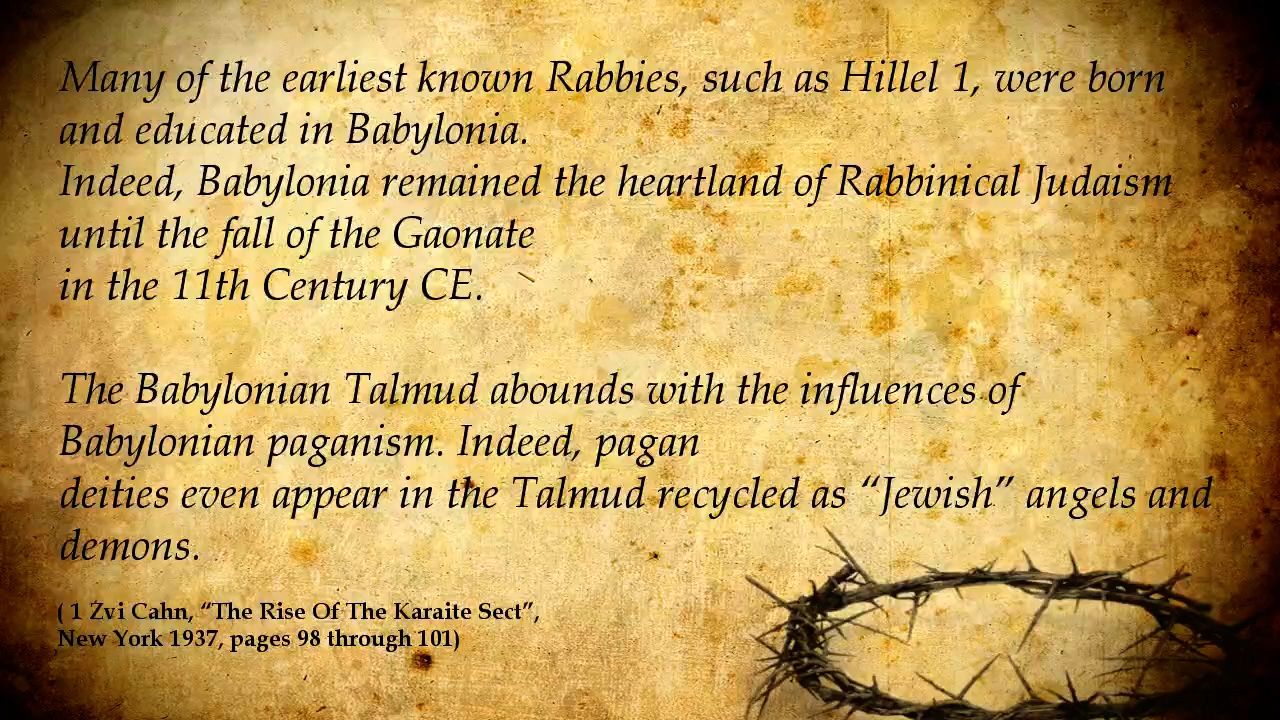 Many of the earliest known Rabbies, such as Hillel 1, were born
and educated in Babylonia.
Indeed, Babylonia remained the heartland of Rabbinical Judaism
until the fall of the Gaonate
in the 11th Century CE.
The Babylonian Talmud abounds with the influences of
Babylonian paganism. Indeed, pagan
deities even appear in the Talmud recycled as “Jewish” angels and
demons.
( 1 Zvi Cahn, “The Rise Of The Karaite Sect”,
New York 1937, pages 98 through 101)